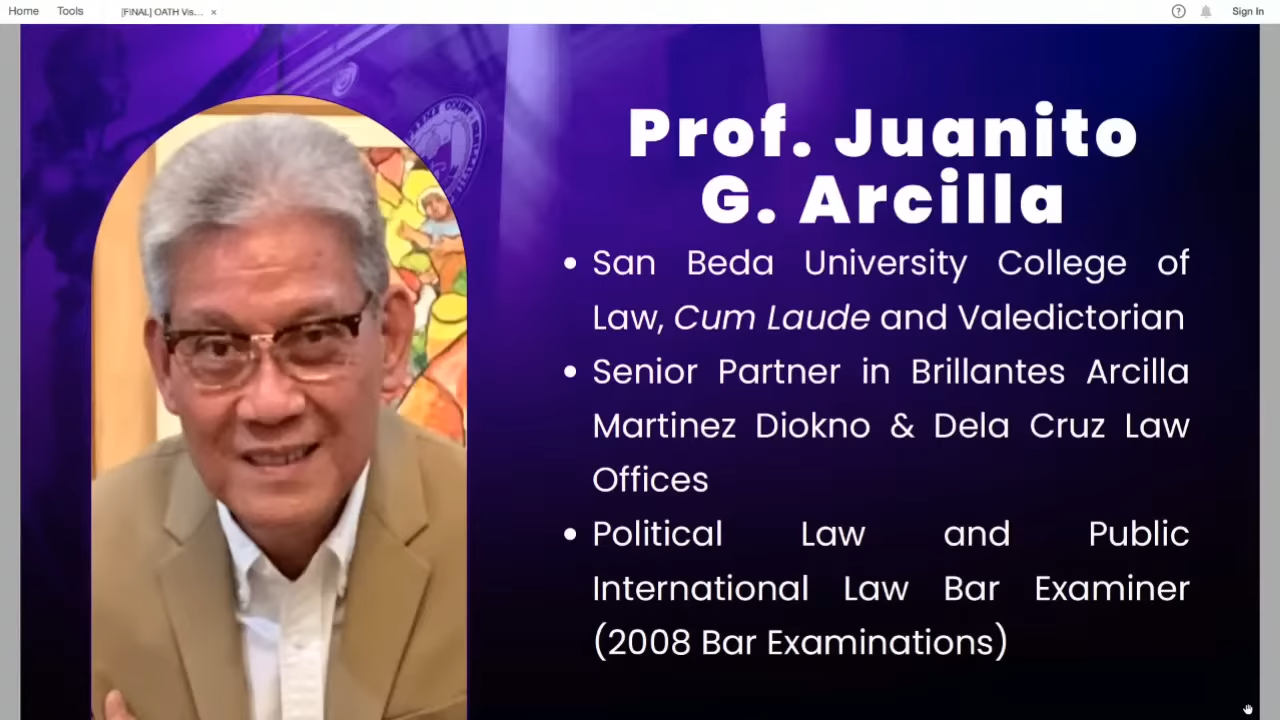 Home Tools [FINAL] OATH Vis... × Sign In
Prof. Juanito
G. Arcilla
• San Beda University College of
Law, Cum Laude and Valedictorian
• Senior Partner in Brillantes Arcilla
Martinez Diokno & Dela Cruz Law
Offices
• Political Law and Public
International Law Bar Examiner
(2008 Bar Examinations)